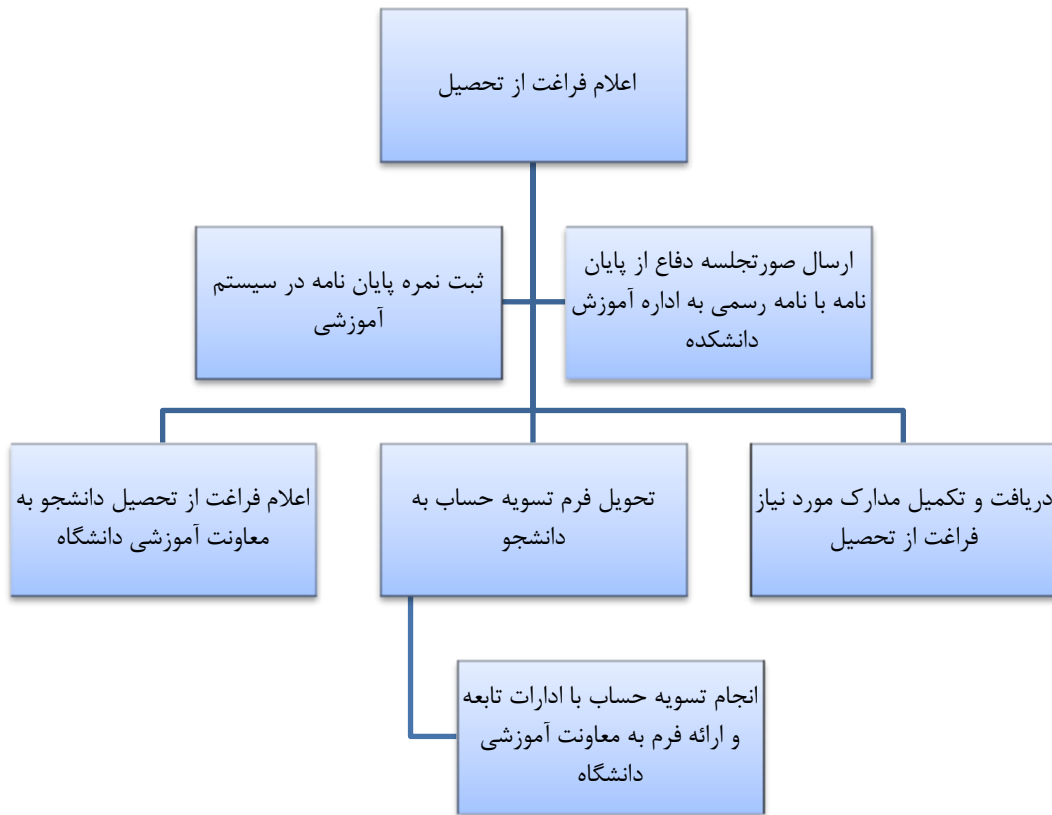 اعلام فراغت از تحصیل
ارسال صورتجلسه دفاع از پایان
نامه با نامه رسمی به اداره آموزش
دانشکده
ثبت نمره پایان نامه در سیستم
آموزشی
دریافت و تکمیل مدارک مورد نیاز
فراغت از تحصیل
تحویل فرم تسویه حساب به
دانشجو
اعلام فراغت از تحصیل دانشجو به
معاونت آموزشی دانشگاه
انجام تسویه حساب با ادارات تابعه
و ارائه فرم به معاونت آموزشی
دانشگاه